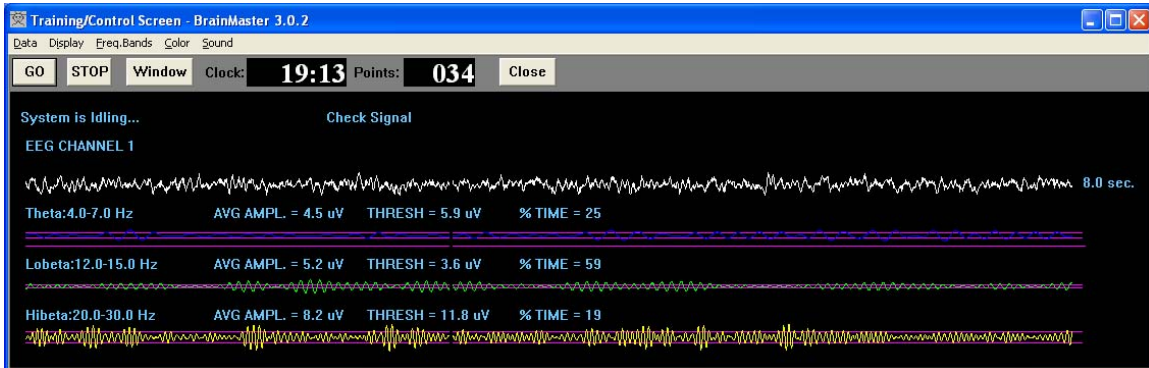 Training/Control Screen - BrainMaster 3.0.2
Data Display Freq.Bands Color Sound
GO STOP Window Clock: 19:13 Points: 034 Close
System is Idling... Check Signal
EEG CHANNEL 1
8.0 sec.
Theta:4.0-7.0 Hz AVG AMPL. = 4.5 uV THRESH = 5.9 uV % TIME = 25
Lobeta:12.0-15.0 Hz AVG AMPL. = 5.2 uV THRESH = 3.6 uV % TIME = 59
Hibeta:20.0-30.0 Hz AVG AMPL. = 8.2 uV THRESH = 11.8 uV % TIME = 19